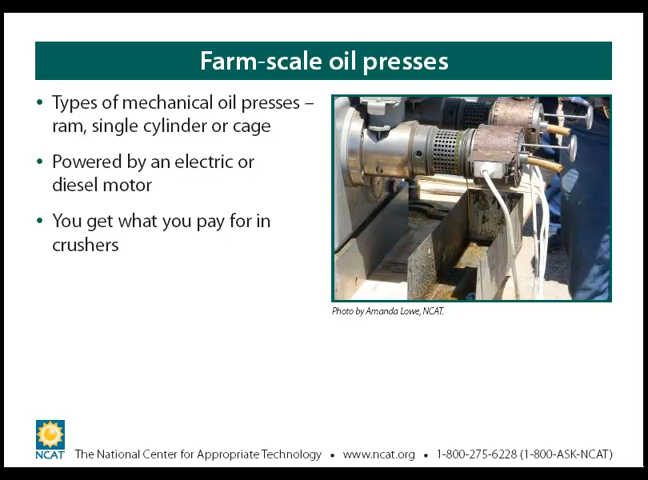 Farm-scale oil presses
• Types of mechanical oil presses –
ram, single cylinder or cage
• Powered by an electric or
diesel motor
• You get what you pay for in
crushers
Photo by Amanda Lowe, NCAT.
NCAT
The National Center for Appropriate Technology • www.ncat.org • 1-800-275-6228 (1-800-ASK-NCAT)